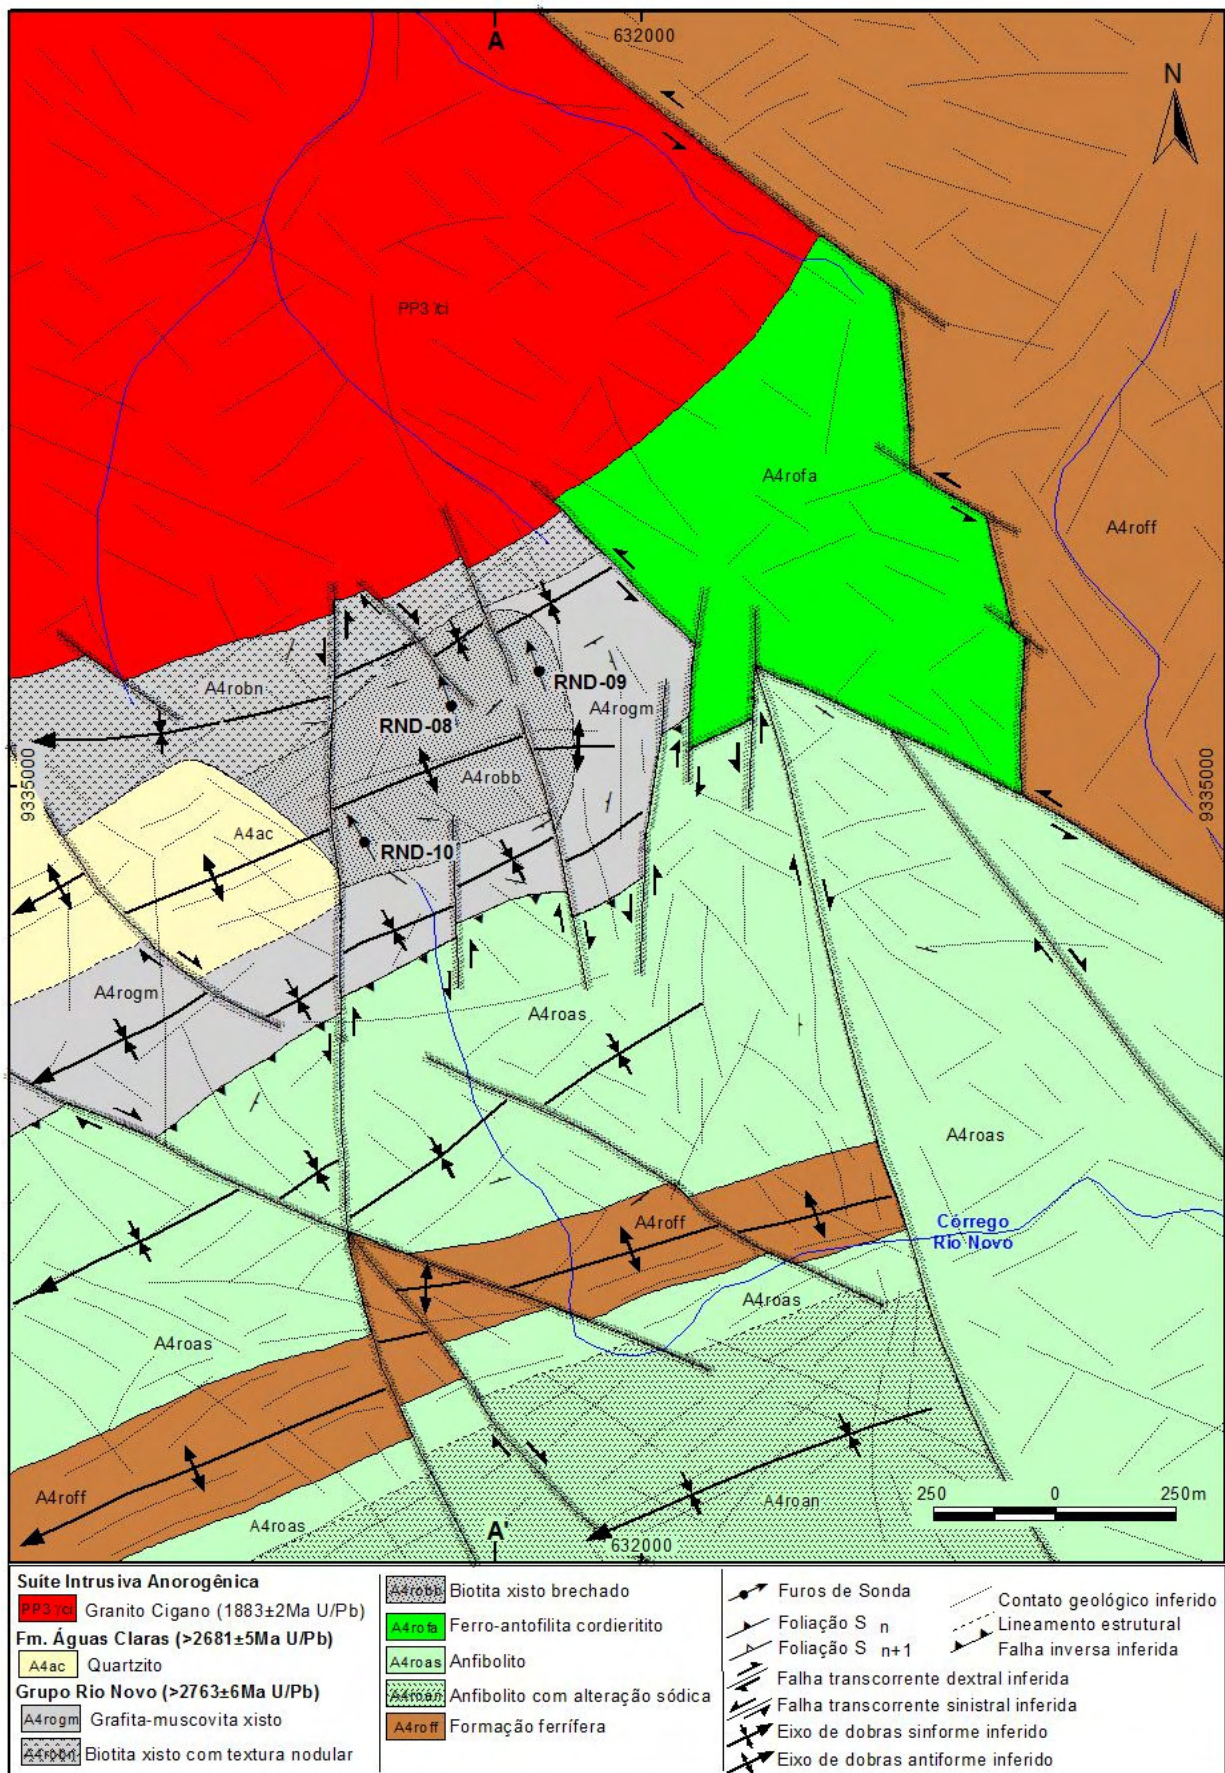 A
632000
N
PP3γci
A4rofa
A4roff
A4robn
RND-09
A4rogm
RND-08
A4robb
9335000
9335000
A4ac
RND-10
A4rogm
A4roas
A4roas
A4roff
Córrego
Rio Novo
A4roas
A4roas
250 0 250m
A4roff
A4roan
A4roas
A'
632000
Suíte Intrusiva Anorogênica
PP3γci Granito Cigano (1883±2Ma U/Pb)
Fm. Águas Claras (>2681±5Ma U/Pb)
A4ac Quartzito
Grupo Rio Novo (>2763±6Ma U/Pb)
A4rogm Grafita-muscovita xisto
A4robn Biotita xisto com textura nodular
A4robb Biotita xisto brechado
A4rofa Ferro-antofilita cordieritito
A4roas Anfibolito
A4roan Anfibolito com alteração sódica
A4roff Formação ferrífera
Furos de Sonda
Foliação S n
Foliação S n+1
Falha transcorrente dextral inferida
Falha transcorrente sinistral inferida
Eixo de dobras sinforme inferido
Eixo de dobras antiforme inferido
Contato geológico inferido
Lineamento estrutural
Falha inversa inferida